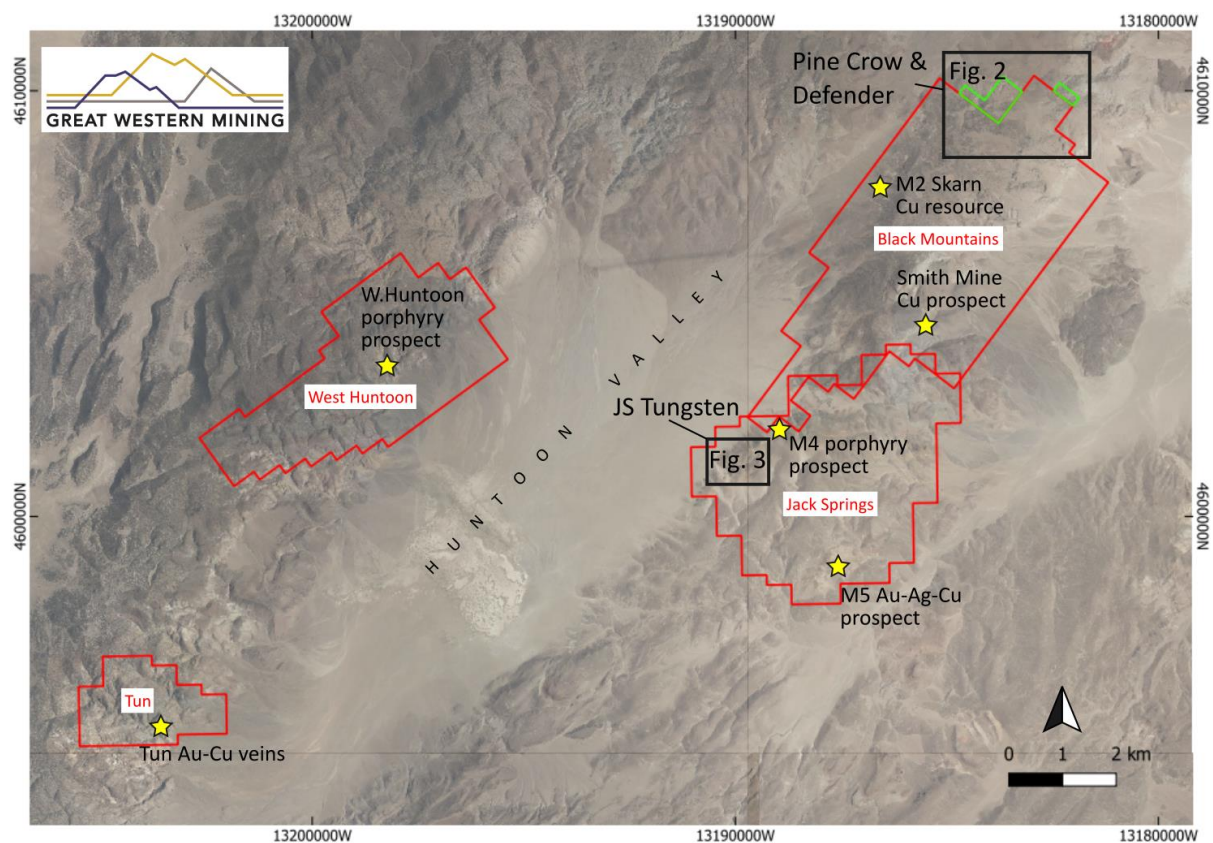 13200000W
13190000W
13180000W
GREAT WESTERN MINING
4610000N
4610000N
Pine Crow &
Defender
Fig. 2
M2 Skarn
Cu resource
Black Mountains
Smith Mine
Cu prospect
W.Huntoon
porphyry
prospect
West Huntoon
HUNTOON VALLEY
JS Tungsten
Fig. 3
M4 porphyry
prospect
Jack Springs
4600000N
4600000N
M5 Au-Ag-Cu
prospect
Tun
Tun Au-Cu veins
0 1 2 km
13200000W
13190000W
13180000W